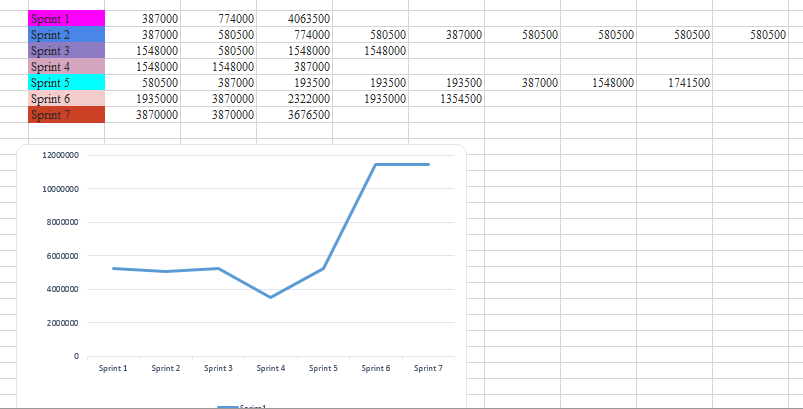 Sprint 1 387000 774000 4063500
Sprint 2 387000 580500 774000 580500 387000 580500 580500 580500 580500
Sprint 3 1548000 580500 1548000 1548000
Sprint 4 1548000 1548000 387000
Sprint 5 580500 387000 193500 193500 193500 387000 1548000 1741500
Sprint 6 1935000 3870000 2322000 1935000 1354500
Sprint 7 3870000 3870000 3676500
12000000
10000000
8000000
6000000
4000000
2000000
0
Sprint 1 Sprint 2 Sprint 3 Sprint 4 Sprint 5 Sprint 6 Sprint 7